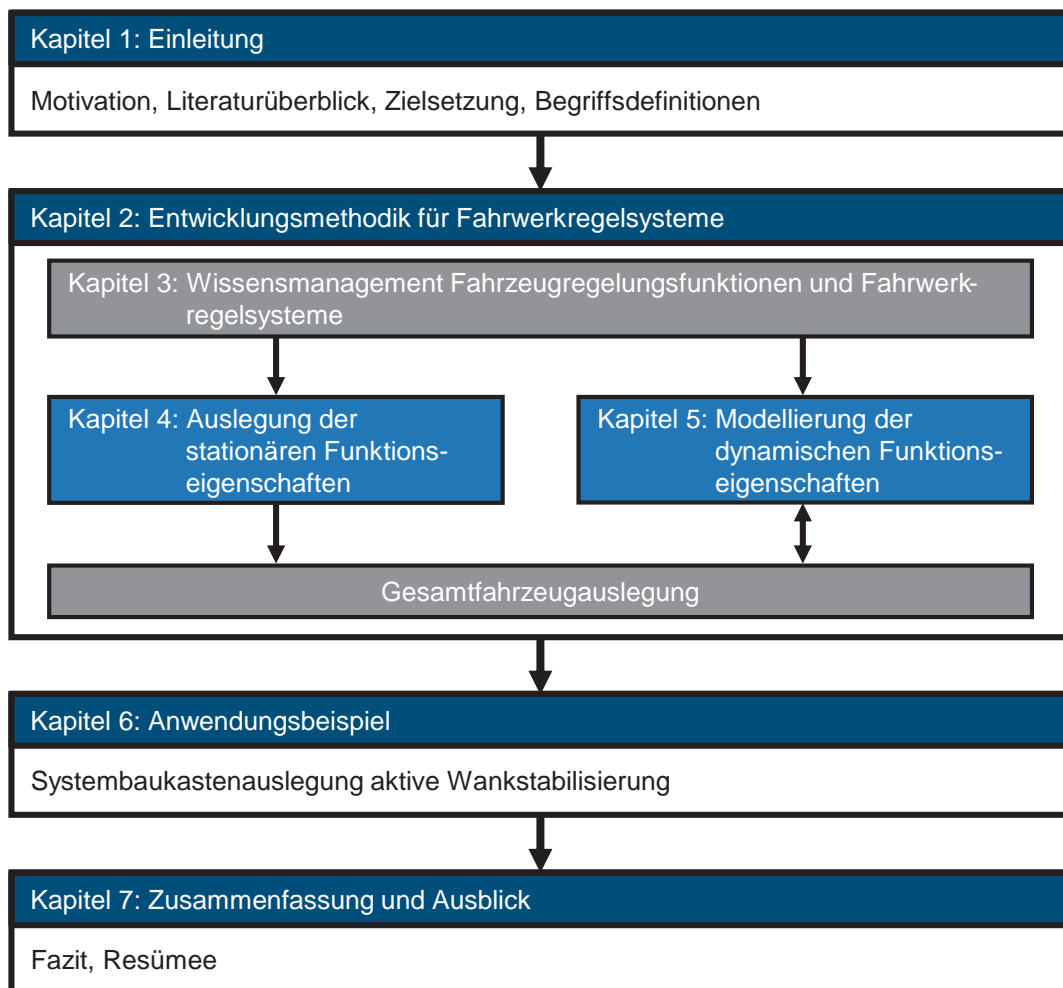 Kapitel 1: Einleitung
Motivation, Literaturüberblick, Zielsetzung, Begriffsdefinitionen
Kapitel 2: Entwicklungsmethodik für Fahrwerkregelsysteme
Kapitel 3: Wissensmanagement Fahrzeugregelungsfunktionen und Fahrwerk-
regelsysteme
Kapitel 4: Auslegung der
stationären Funktions-
eigenschaften
Kapitel 5: Modellierung der
dynamischen Funktions-
eigenschaften
Gesamtfahrzeugauslegung
Kapitel 6: Anwendungsbeispiel
Systembaukastenauslegung aktive Wankstabilisierung
Kapitel 7: Zusammenfassung und Ausblick
Fazit, Resümee